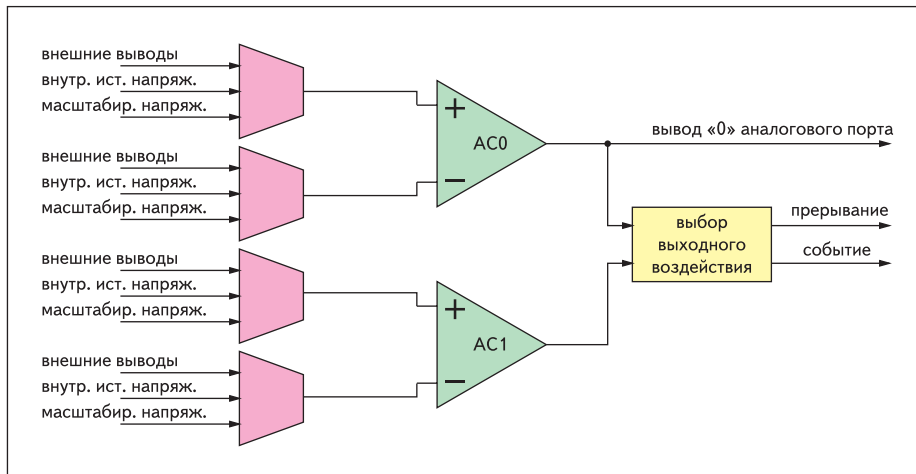 внешние выводы
внутр. ист. напряж.
масштабир. напряж.
внешние выводы
внутр. ист. напряж.
масштабир. напряж.
внешние выводы
внутр. ист. напряж.
масштабир. напряж.
внешние выводы
внутр. ист. напряж.
масштабир. напряж.
+
AC0
−
+
AC1
−
вывод «0» аналогового порта
выбор
выходного
воздействия
прерывание
событие